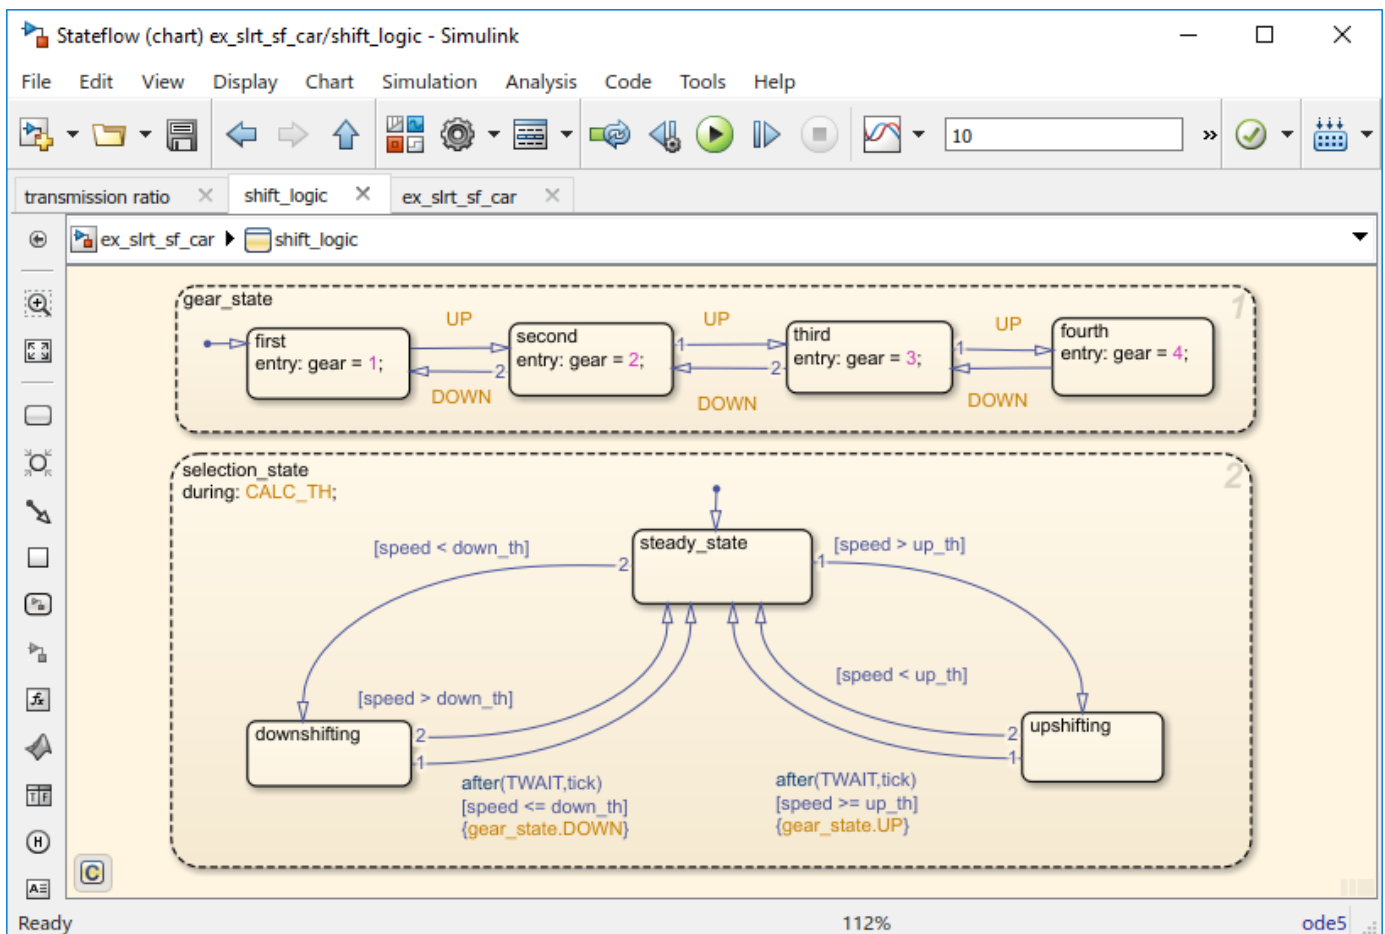 Stateflow (chart) ex_slrt_sf_car/shift_logic - Simulink
File Edit View Display Chart Simulation Analysis Code Tools Help
10 »
transmission ratio shift_logic ex_slrt_sf_car
ex_slrt_sf_car shift_logic
gear_state 1
first
entry: gear = 1;
UP
DOWN
2
second
entry: gear = 2;
1
UP
DOWN
2
third
entry: gear = 3;
1
UP
DOWN
fourth
entry: gear = 4;
selection_state 2
during: CALC_TH;
steady_state
[speed < down_th]
2
1
[speed > up_th]
[speed > down_th]
[speed < up_th]
downshifting
2
1
upshifting
2
1
after(TWAIT,tick)
[speed <= down_th]
{gear_state.DOWN}
after(TWAIT,tick)
[speed >= up_th]
{gear_state.UP}
fx
T F
H
A
C
Ready 112% ode5